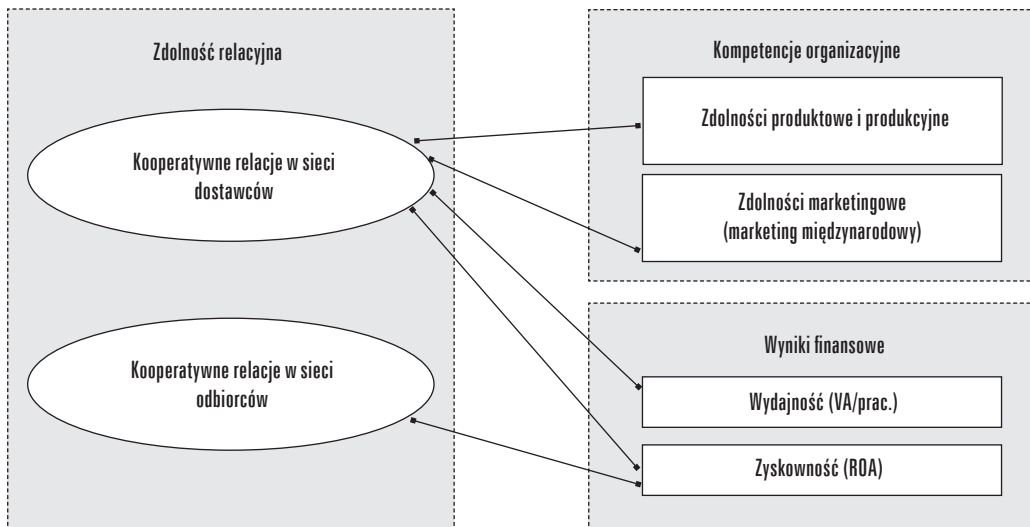 Zdolność relacyjna
Kooperatywne relacje w sieci
dostawców
Kooperatywne relacje w sieci
odbiorców
Kompetencje organizacyjne
Zdolności produktowe i produkcyjne
Zdolności marketingowe
(marketing międzynarodowy)
Wyniki finansowe
Wydajność (VA/prac.)
Zyskowność (ROA)